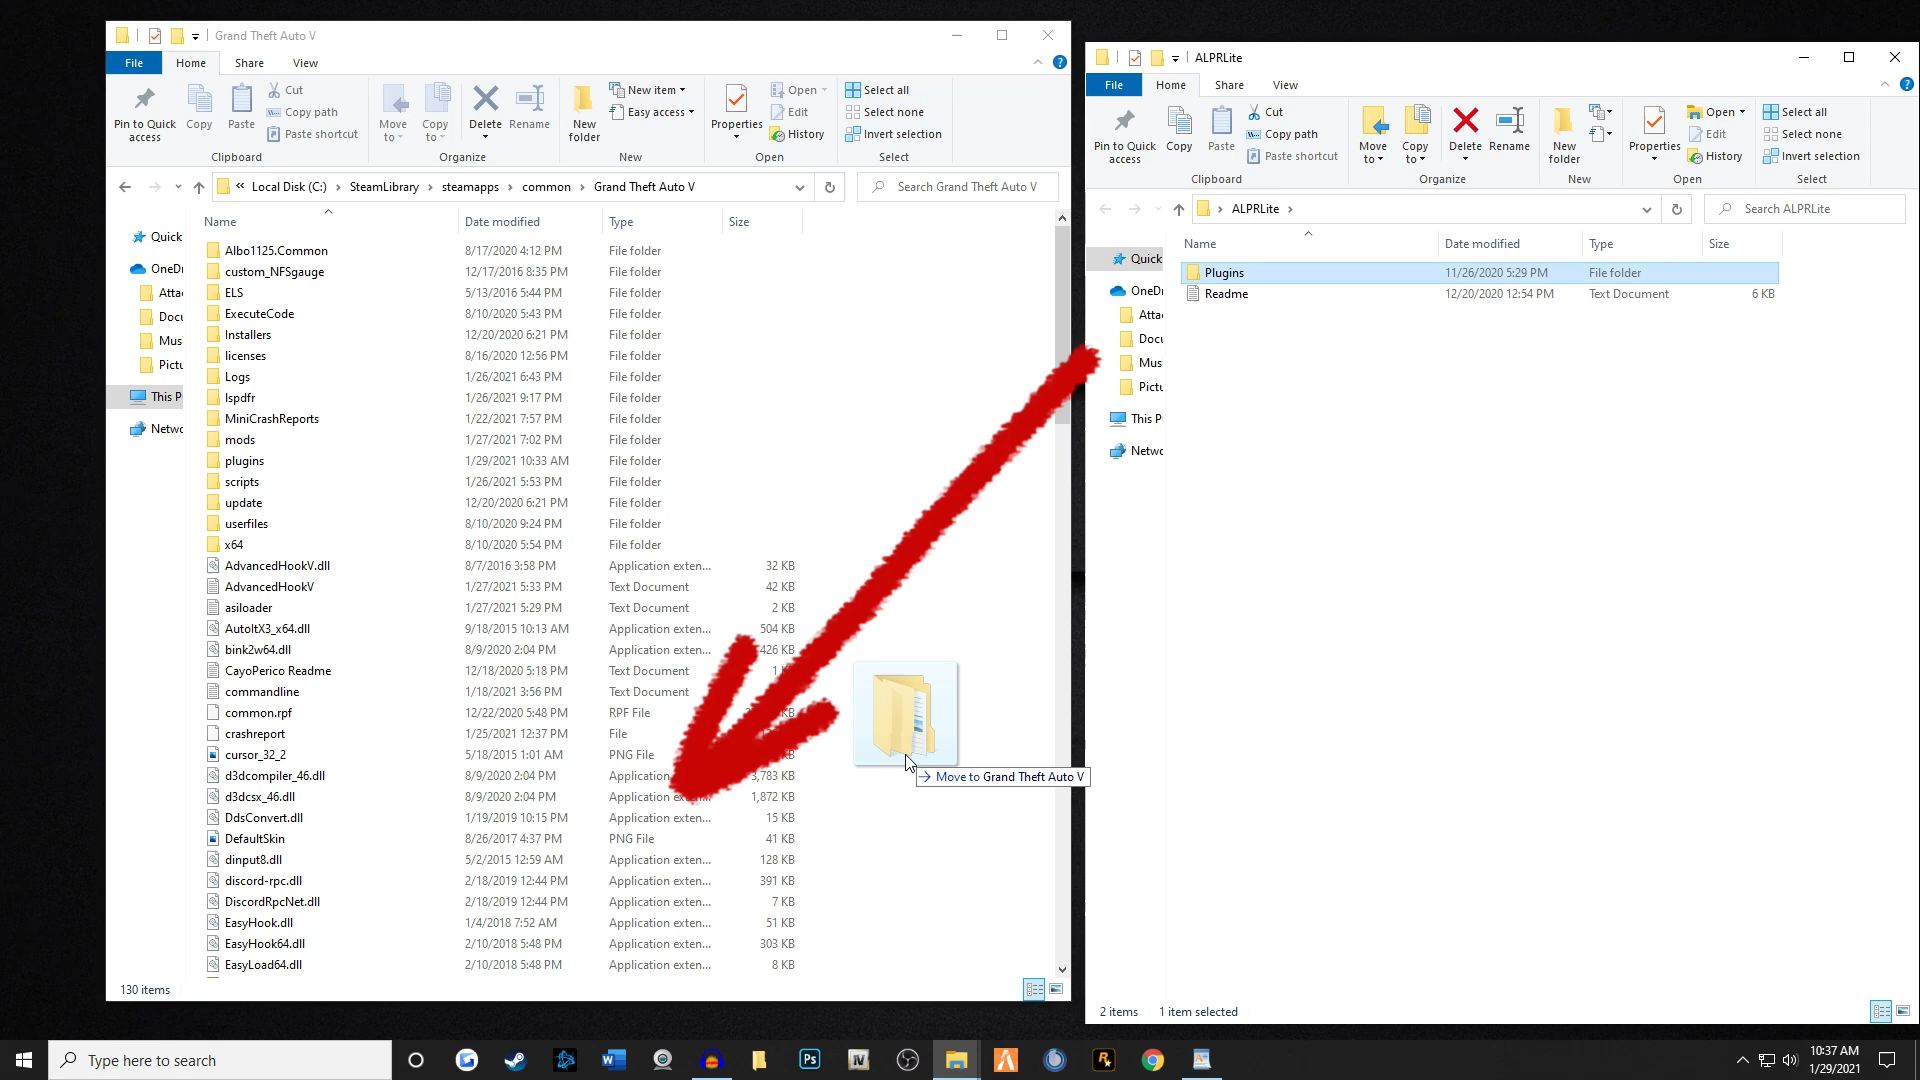 Grand Theft Auto V
File Home Share View
Pin to Quick access
Copy
Paste
Cut
Copy path
Paste shortcut
Clipboard
Move to
Copy to
Delete
Rename
Organize
New folder
New item
Easy access
New
Properties
Open
Edit
History
Open
Select all
Select none
Invert selection
Select
« Local Disk (C:) › SteamLibrary › steamapps › common › Grand Theft Auto V
Search Grand Theft Auto V
Quick
OneDr
Attac
Docu
Musi
Pictu
This P
Netwo
Name Date modified Type Size
Albo1125.Common 8/17/2020 4:12 PM File folder
custom_NFSgauge 12/17/2016 8:35 PM File folder
ELS 5/13/2016 5:44 PM File folder
ExecuteCode 8/10/2020 5:43 PM File folder
Installers 12/20/2020 6:21 PM File folder
licenses 8/16/2020 12:56 PM File folder
Logs 1/26/2021 6:43 PM File folder
lspdfr 1/26/2021 9:17 PM File folder
MiniCrashReports 1/22/2021 7:57 PM File folder
mods 1/27/2021 7:02 PM File folder
plugins 1/29/2021 10:33 AM File folder
scripts 1/26/2021 5:53 PM File folder
update 12/20/2020 6:21 PM File folder
userfiles 8/10/2020 9:24 PM File folder
x64 8/10/2020 5:54 PM File folder
AdvancedHookV.dll 8/7/2016 3:58 PM Application exten... 32 KB
AdvancedHookV 1/27/2021 5:33 PM Text Document 42 KB
asiloader 1/27/2021 5:29 PM Text Document 2 KB
AutoItX3_x64.dll 9/18/2015 10:13 AM Application exten... 504 KB
bink2w64.dll 8/9/2020 2:04 PM Application exten... 426 KB
CayoPerico Readme 12/18/2020 5:18 PM Text Document
commandline 1/18/2021 3:56 PM Text Document
common.rpf 12/22/2020 5:48 PM RPF File KB
crashreport 1/25/2021 12:37 PM File
cursor_32_2 5/18/2015 1:01 AM PNG File KB
d3dcompiler_46.dll 8/9/2020 2:04 PM Application 3,783 KB
d3dcsx_46.dll 8/9/2020 2:04 PM Application exten... 1,872 KB
DdsConvert.dll 1/19/2019 10:15 PM Application exten... 15 KB
DefaultSkin 8/26/2017 4:37 PM PNG File 41 KB
dinput8.dll 5/2/2015 12:59 AM Application exten... 128 KB
discord-rpc.dll 2/18/2019 12:44 PM Application exten... 391 KB
DiscordRpcNet.dll 2/18/2019 12:44 PM Application exten... 7 KB
EasyHook.dll 1/4/2018 7:52 AM Application exten... 51 KB
EasyHook64.dll 2/10/2018 5:48 PM Application exten... 303 KB
EasyLoad64.dll 2/10/2018 5:48 PM Application exten... 8 KB
130 items
Move to Grand Theft Auto V
ALPRLite
File Home Share View
Pin to Quick access
Copy
Paste
Cut
Copy path
Paste shortcut
Clipboard
Move to
Copy to
Delete
Rename
Organize
New folder
New
Properties
Open
Edit
History
Open
Select all
Select none
Invert selection
Select
› ALPRLite ›
Search ALPRLite
Quick
OneDr
Attac
Docu
Musi
Pictu
This P
Netwo
Name Date modified Type Size
Plugins 11/26/2020 5:29 PM File folder
Readme 12/20/2020 12:54 PM Text Document 6 KB
2 items 1 item selected
Type here to search
W
Ps
IV
R
10:37 AM
1/29/2021